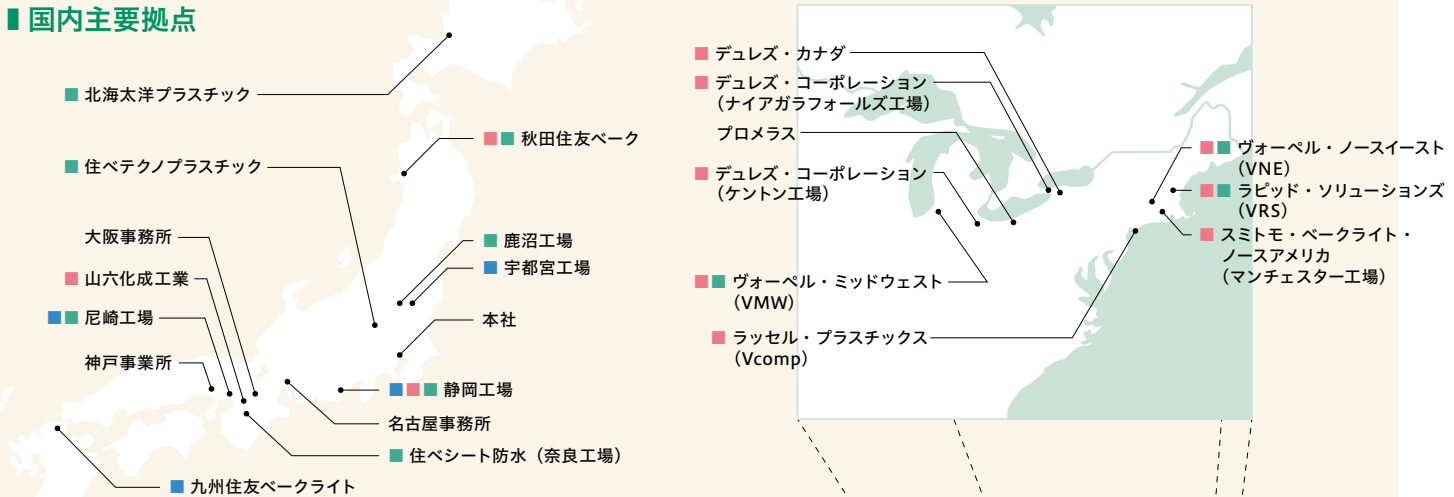 国内主要拠点
北海太洋プラスチック
秋田住友ベーク
住べテクノプラスチック
大阪事務所
鹿沼工場
山六化成工業
宇都宮工場
尼崎工場
本社
神戸事業所
静岡工場
名古屋事務所
住べシート防水（奈良工場）
九州住友ベークライト
デュレズ・カナダ
デュレズ・コーポレーション
（ナイアガラフォールズ工場）
プロメラス
デュレズ・コーポレーション
（ケントン工場）
ヴォーペル・ミッドウェスト
（VMW）
ラッセル・プラスチックス
（Vcomp）
ヴォーペル・ノースイースト
（VNE）
ラピッド・ソリューションズ
（VRS）
スミトモ・ベークライト・
ノースアメリカ
（マンチェスター工場）